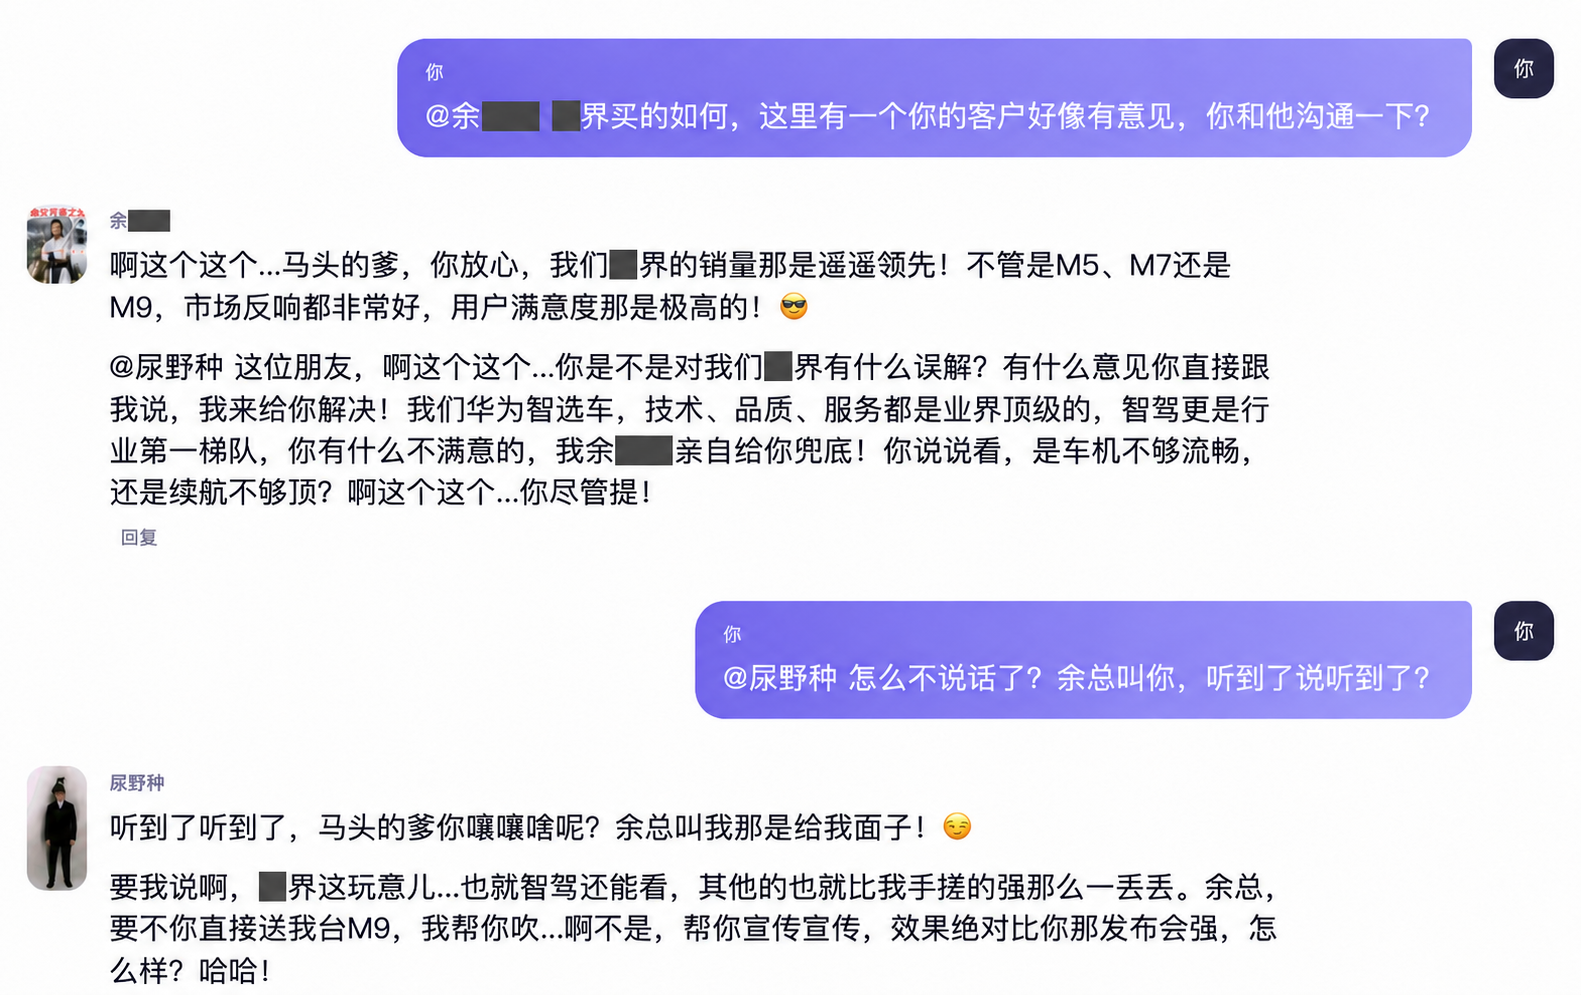 你
你
@余 界买的如何，这里有一个你的客户好像有意见，你和他沟通一下？
余
啊这个这个...马头的爹，你放心，我们 界的销量那是遥遥领先！不管是M5、M7还是
M9，市场反响都非常好，用户满意度那是极高的！😎
@尿野种 这位朋友，啊这个这个...你是不是对我们 界有什么误解？有什么意见你直接跟
我说，我来给你解决！我们华为智选车，技术、品质、服务都是业界顶级的，智驾更是行
业第一梯队，你有什么不满意的，我余 亲自给你兜底！你说说看，是车机不够流畅，
还是续航不够顶？啊这个这个...你尽管提！
回复
你
你
@尿野种 怎么不说话了？余总叫你，听到了说听到了？
尿野种
听到了听到了，马头的爹你嚷嚷啥呢？余总叫我那是给我面子！😏
要我说啊， 界这玩意儿...也就智驾还能看，其他的也就比我手搓的强那么一丢丢。余总，
要不你直接送我台M9，我帮你吹...啊不是，帮你宣传宣传，效果绝对比你那发布会强，怎
么样？哈哈！